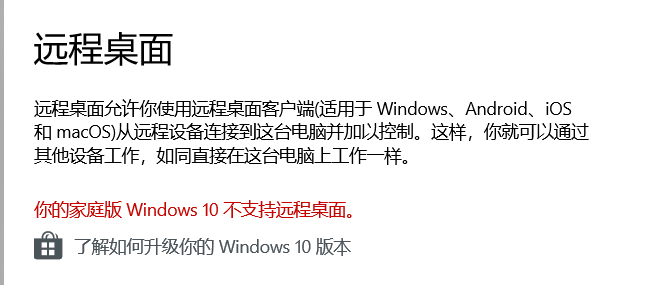 远程桌面
远程桌面允许你使用远程桌面客户端(适用于 Windows、Android、iOS
和 macOS)从远程设备连接到这台电脑并加以控制。这样，你就可以通过
其他设备工作，如同直接在这台电脑上工作一样。
你的家庭版 Windows 10 不支持远程桌面。
了解如何升级你的 Windows 10 版本